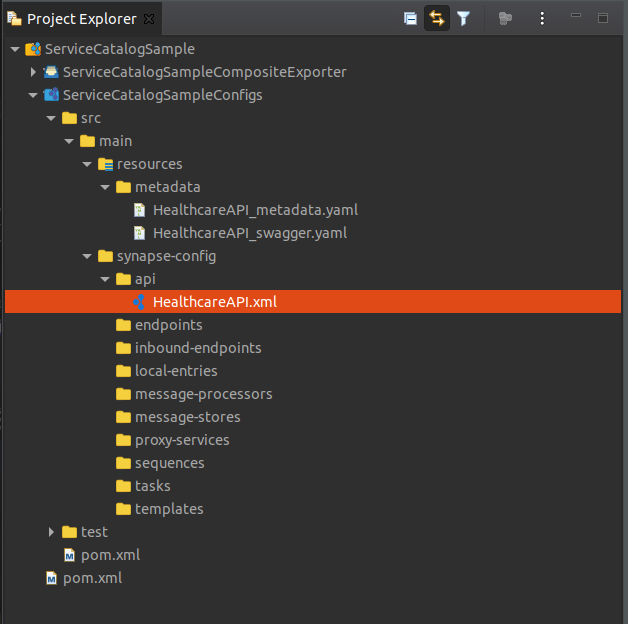 Project Explorer
ServiceCatalogSample
ServiceCatalogSampleCompositeExporter
ServiceCatalogSampleConfigs
src
main
resources
metadata
HealthcareAPI_metadata.yaml
HealthcareAPI_swagger.yaml
synapse-config
api
HealthcareAPI.xml
endpoints
inbound-endpoints
local-entries
message-processors
message-stores
proxy-services
sequences
tasks
templates
test
pom.xml
pom.xml